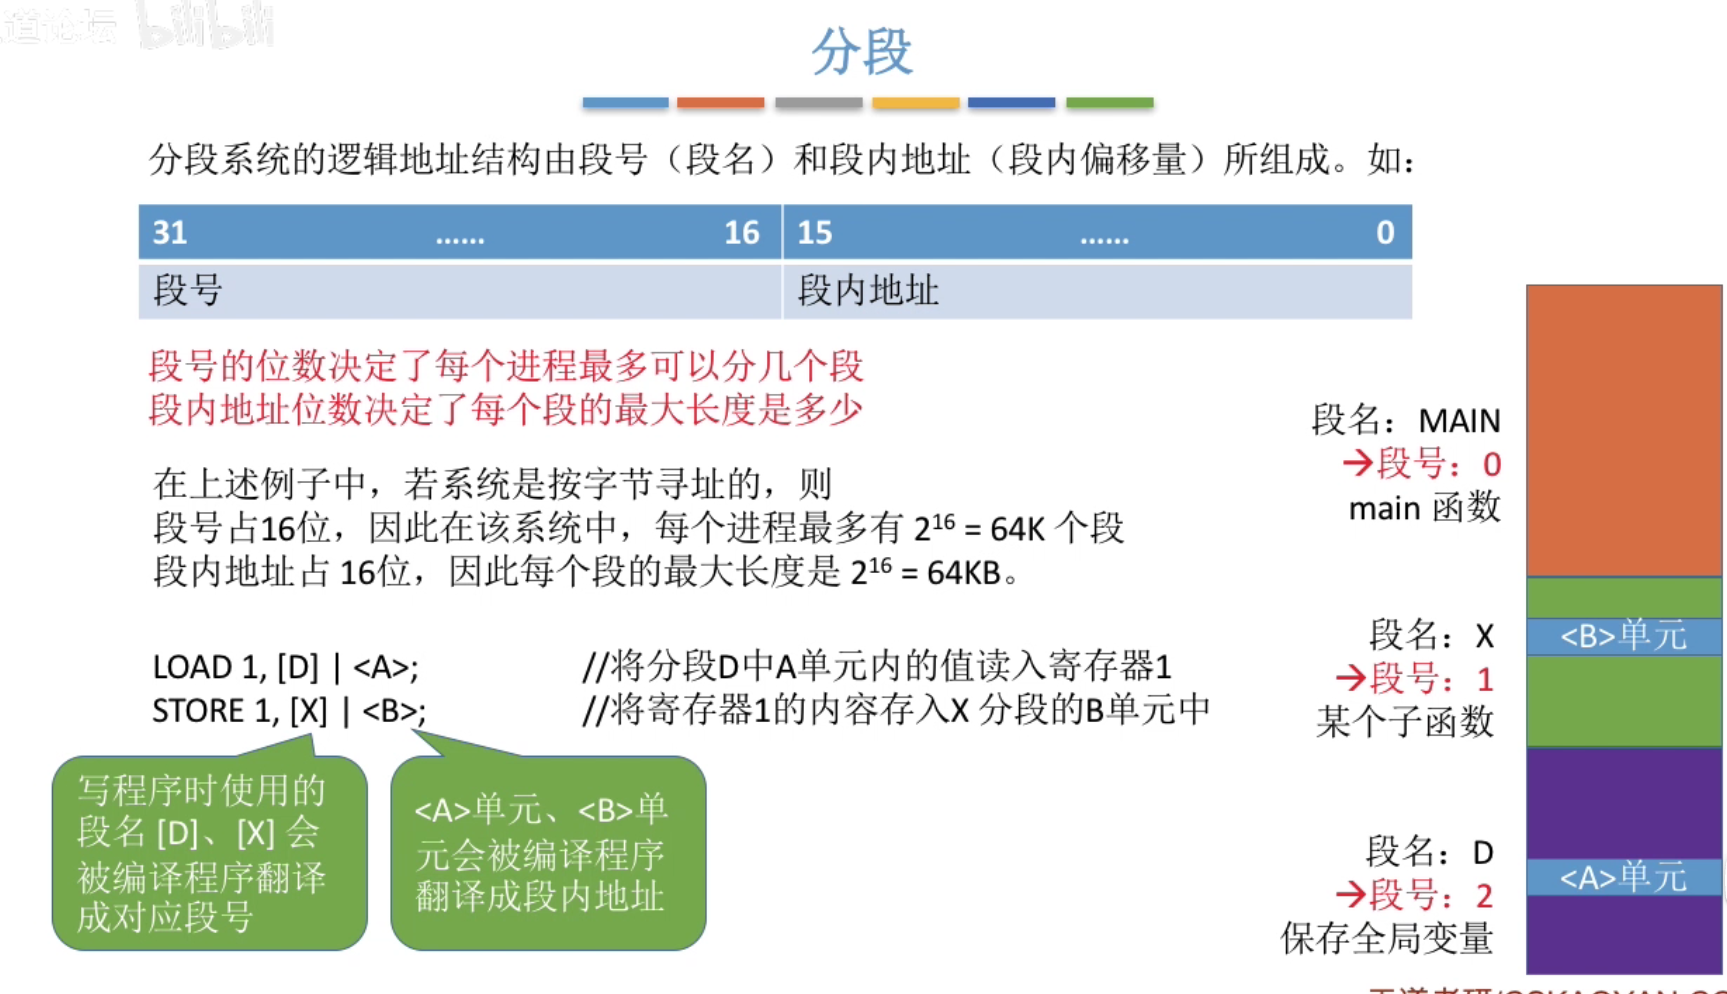 道论坛 bilibili
分段
分段系统的逻辑地址结构由段号（段名）和段内地址（段内偏移量）所组成。如：
31 …… 16 15 …… 0
段号 段内地址
段号的位数决定了每个进程最多可以分几个段
段内地址位数决定了每个段的最大长度是多少
在上述例子中，若系统是按字节寻址的，则
段号占16位，因此在该系统中，每个进程最多有 2¹⁶ = 64K 个段
段内地址占 16位，因此每个段的最大长度是 2¹⁶ = 64KB。
LOAD 1, [D] | <A>; //将分段D中A单元内的值读入寄存器1
STORE 1, [X] | <B>; //将寄存器1的内容存入X 分段的B单元中
写程序时使用的
段名 [D]、[X] 会
被编译程序翻译
成对应段号
<A>单元、<B>单
元会被编译程序
翻译成段内地址
段名：MAIN
→段号：0
main 函数
段名：X
→段号：1
某个子函数
<B>单元
段名：D
→段号：2
保存全局变量
<A>单元